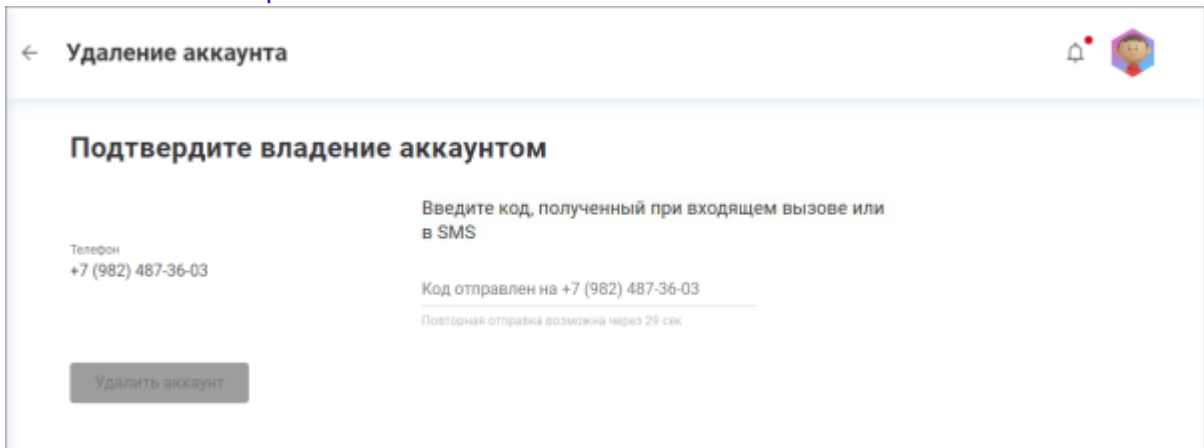 Удаление аккаунта
Подтвердите владение аккаунтом
Введите код, полученный при входящем вызове или
в SMS
Телефон
+7 (982) 487-36-03
Код отправлен на +7 (982) 487-36-03
Повторная отправка возможна через 29 сек
Удалить аккаунт